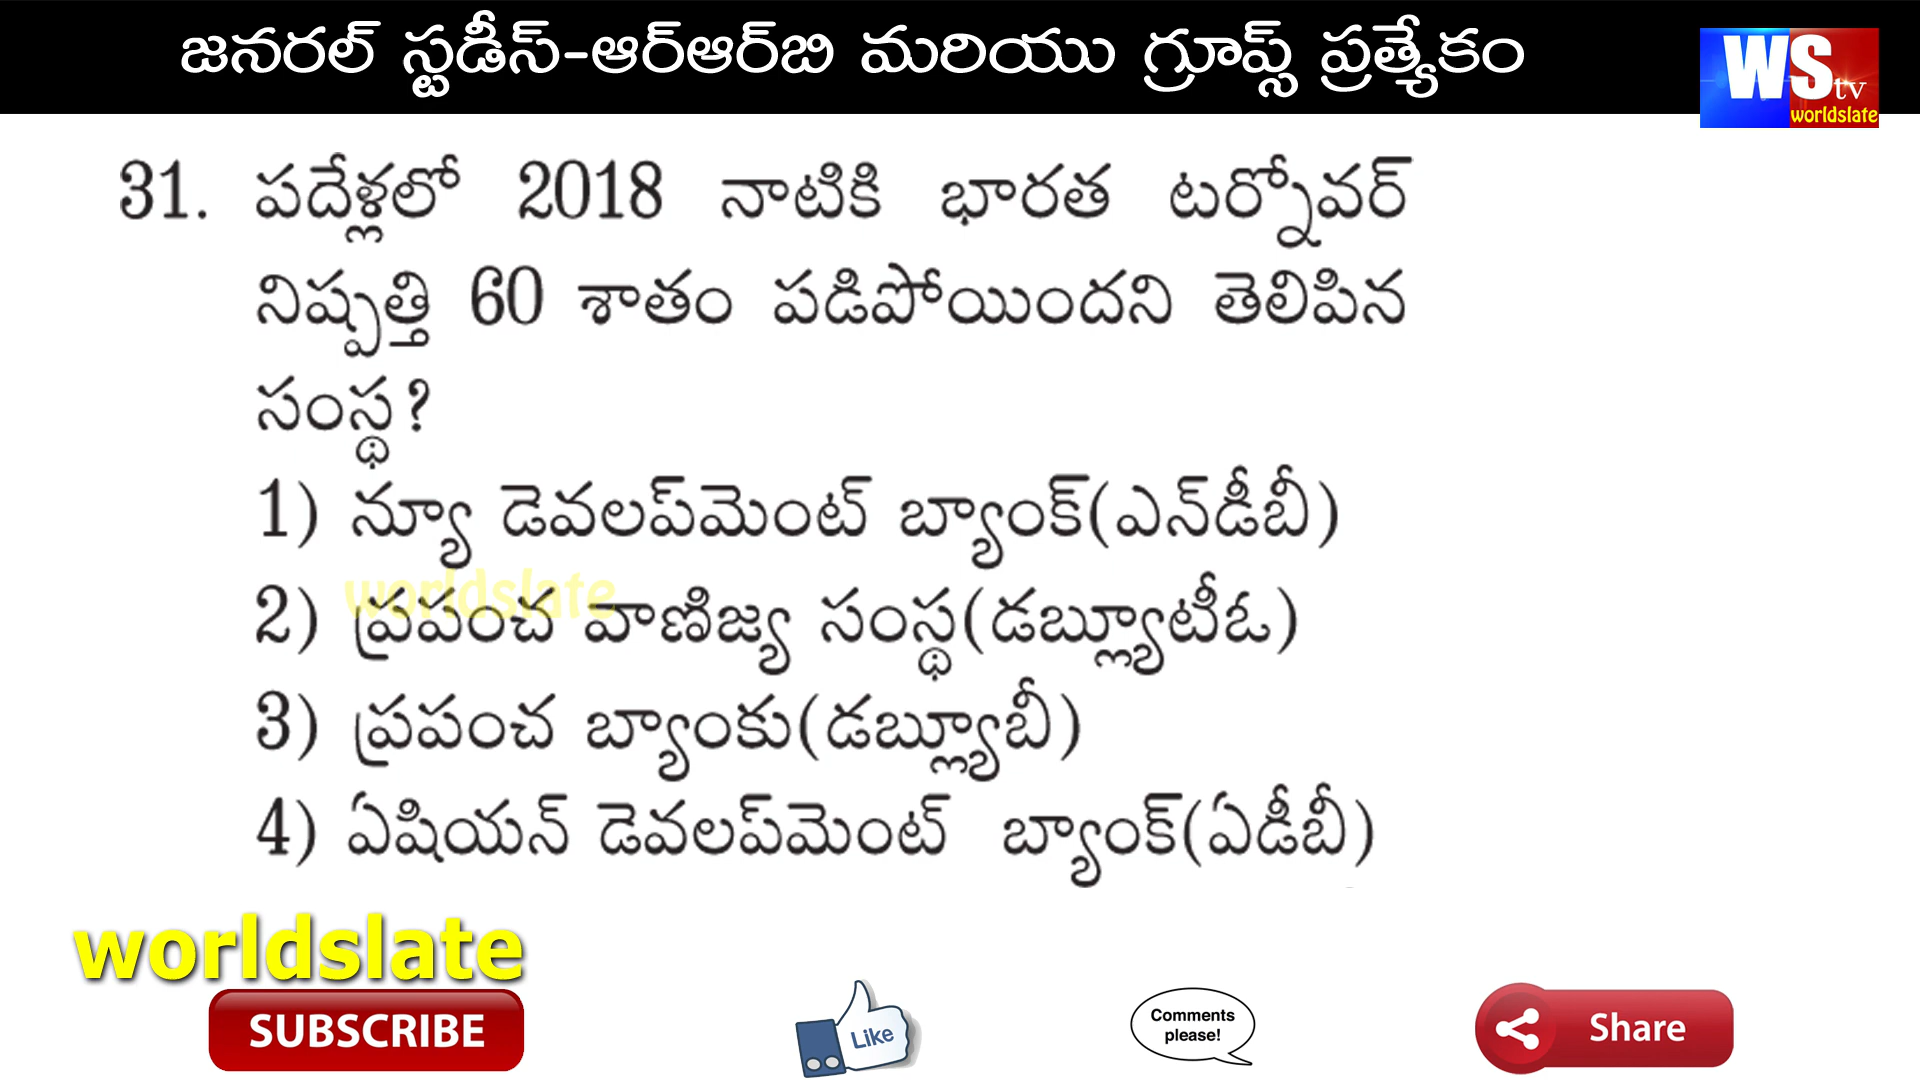 జనరల్ స్టడీస్-ఆర్ఆర్‌బి మరియు గ్రూప్స్ ప్రత్యేకం
WS tv
worldslate
31. పదేళ్లలో 2018 నాటికి భారత టర్నోవర్
నిష్పత్తి 60 శాతం పడిపోయిందని తెలిపిన
సంస్థ?
1) న్యూ డెవలప్‌మెంట్ బ్యాంక్(ఎన్‌డీబీ)
worldslate
2) ప్రపంచ వాణిజ్య సంస్థ(డబ్ల్యూటీఓ)
3) ప్రపంచ బ్యాంకు(డబ్ల్యూబీ)
4) ఏషియన్ డెవలప్‌మెంట్ బ్యాంక్(ఏడీబీ)
worldslate
SUBSCRIBE
Like
Comments
please!
Share